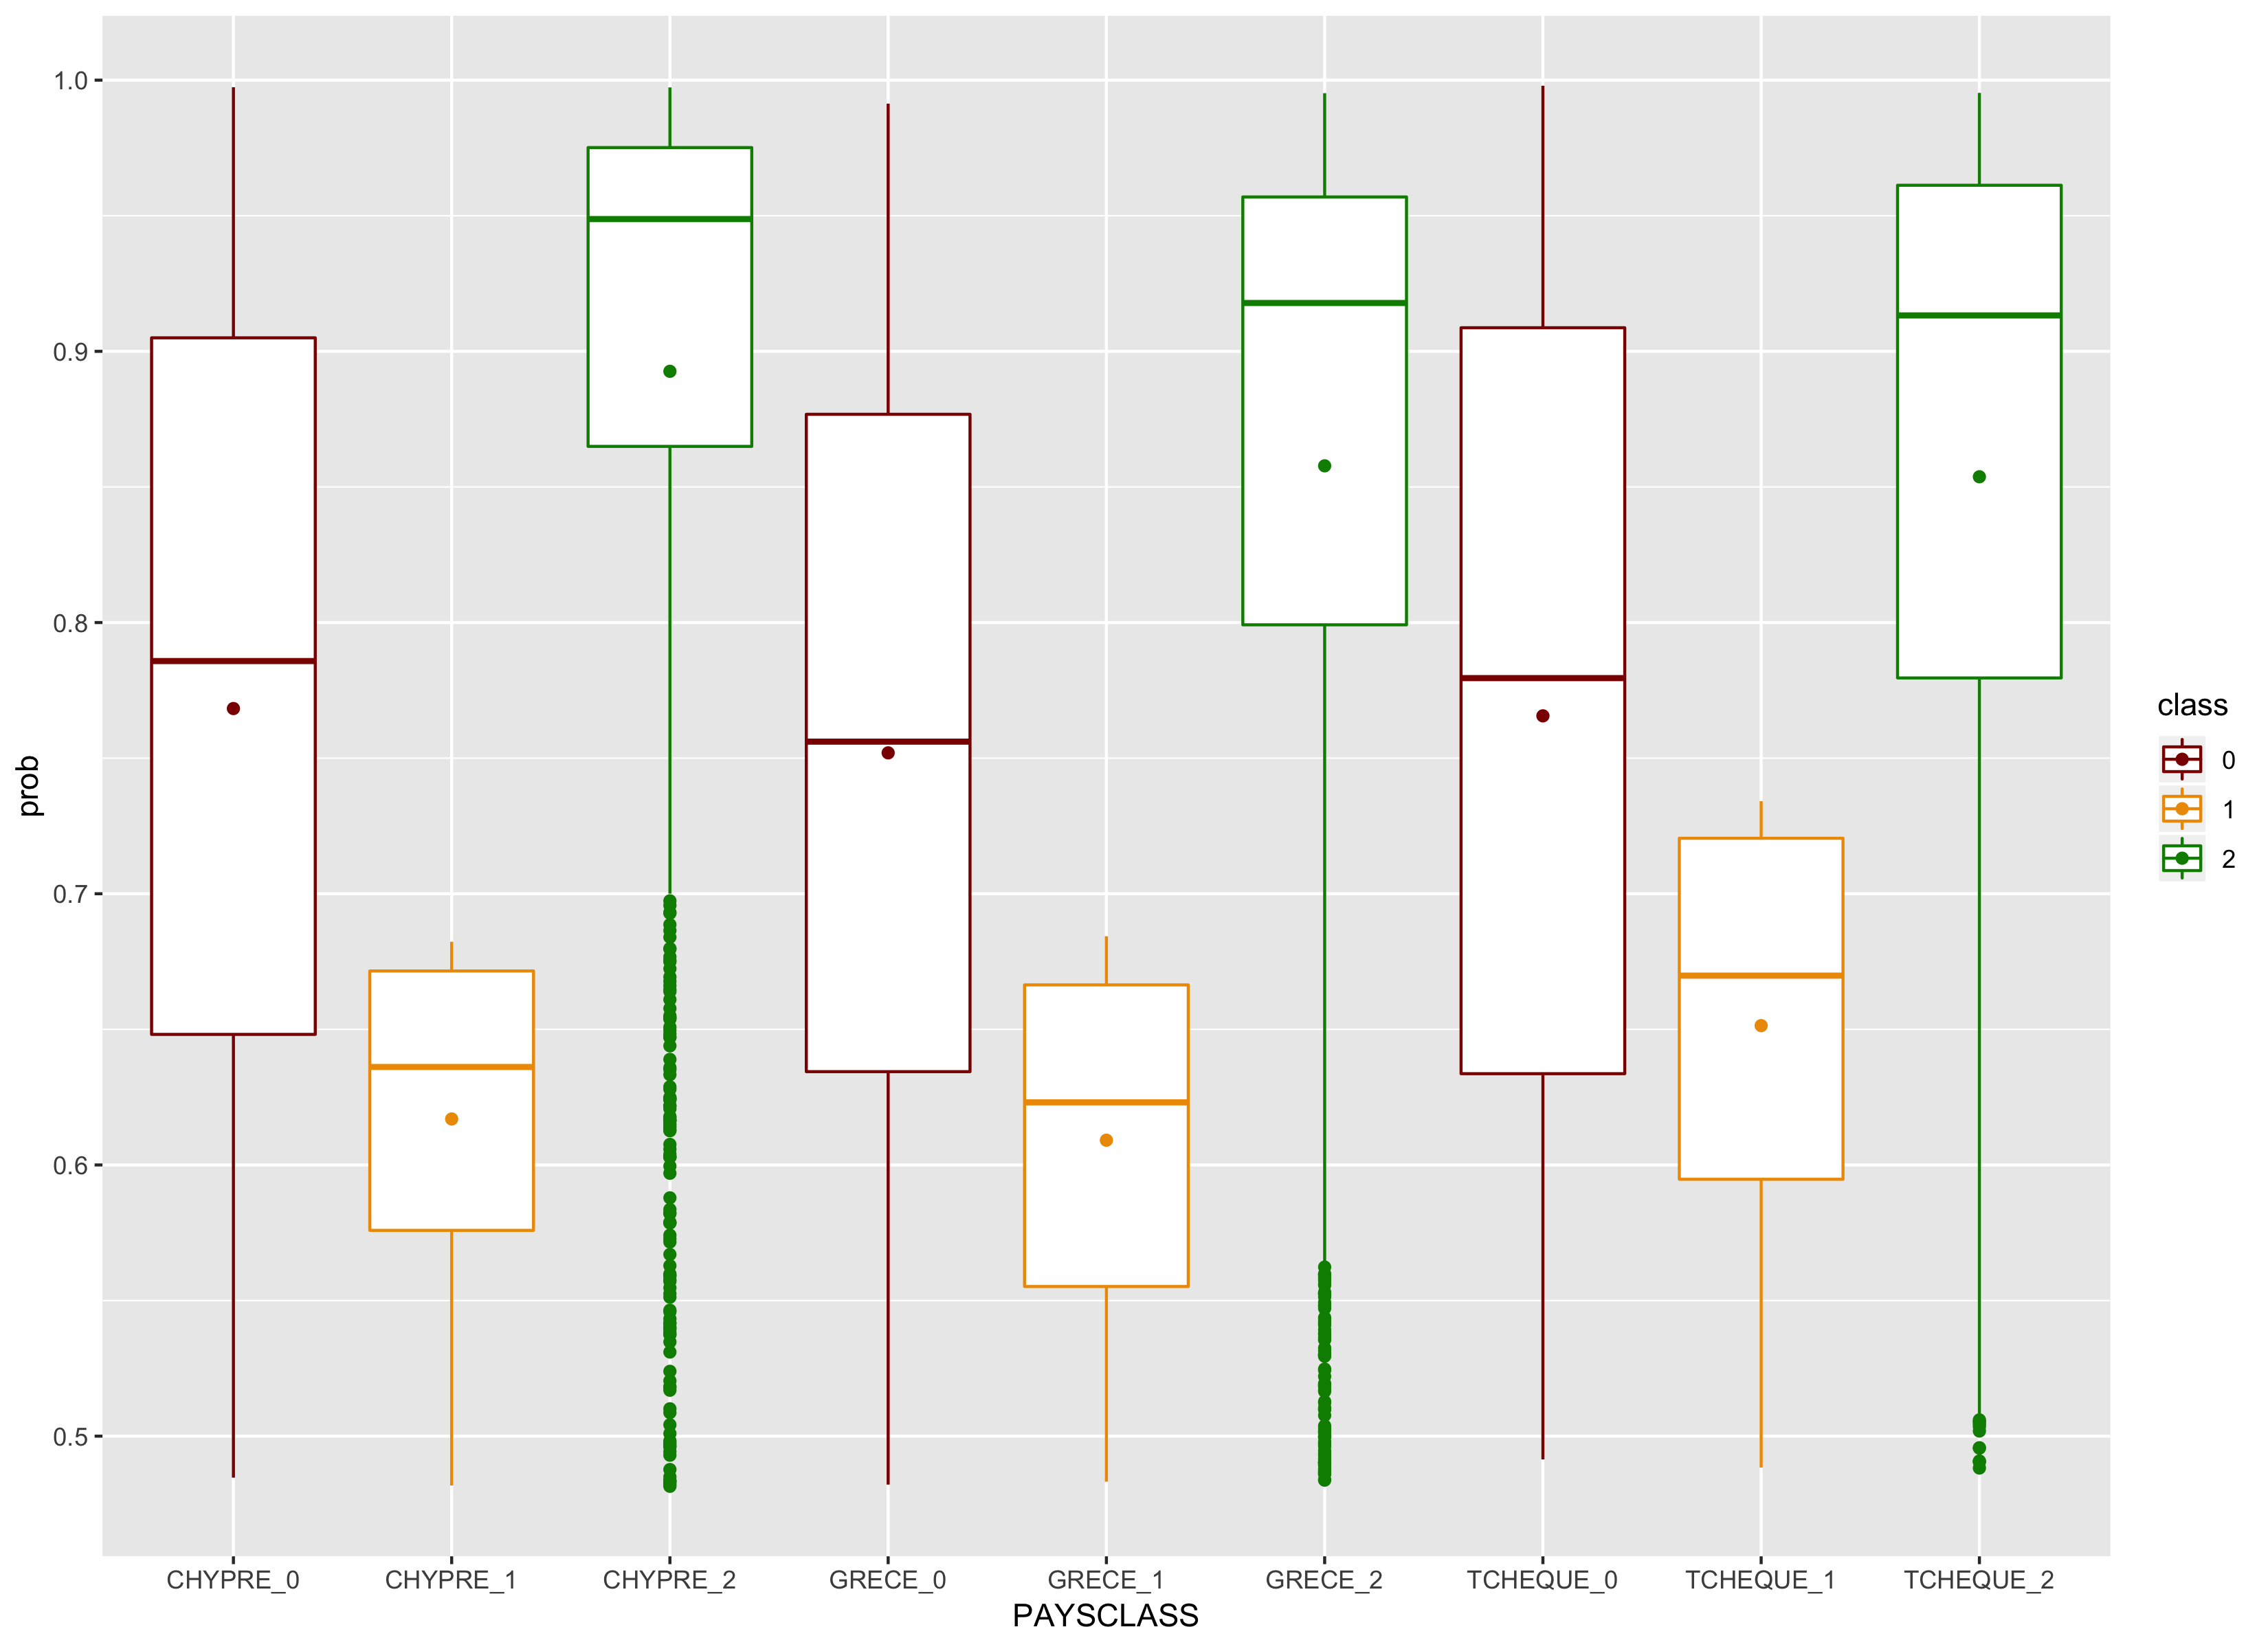 1.0
0.9
0.8
0.7
0.6
0.5
prob
CHYPRE_0 CHYPRE_1 CHYPRE_2 GRECE_0 GRECE_1 GRECE_2 TCHEQUE_0 TCHEQUE_1 TCHEQUE_2
PAYSCLASS
class
0
1
2